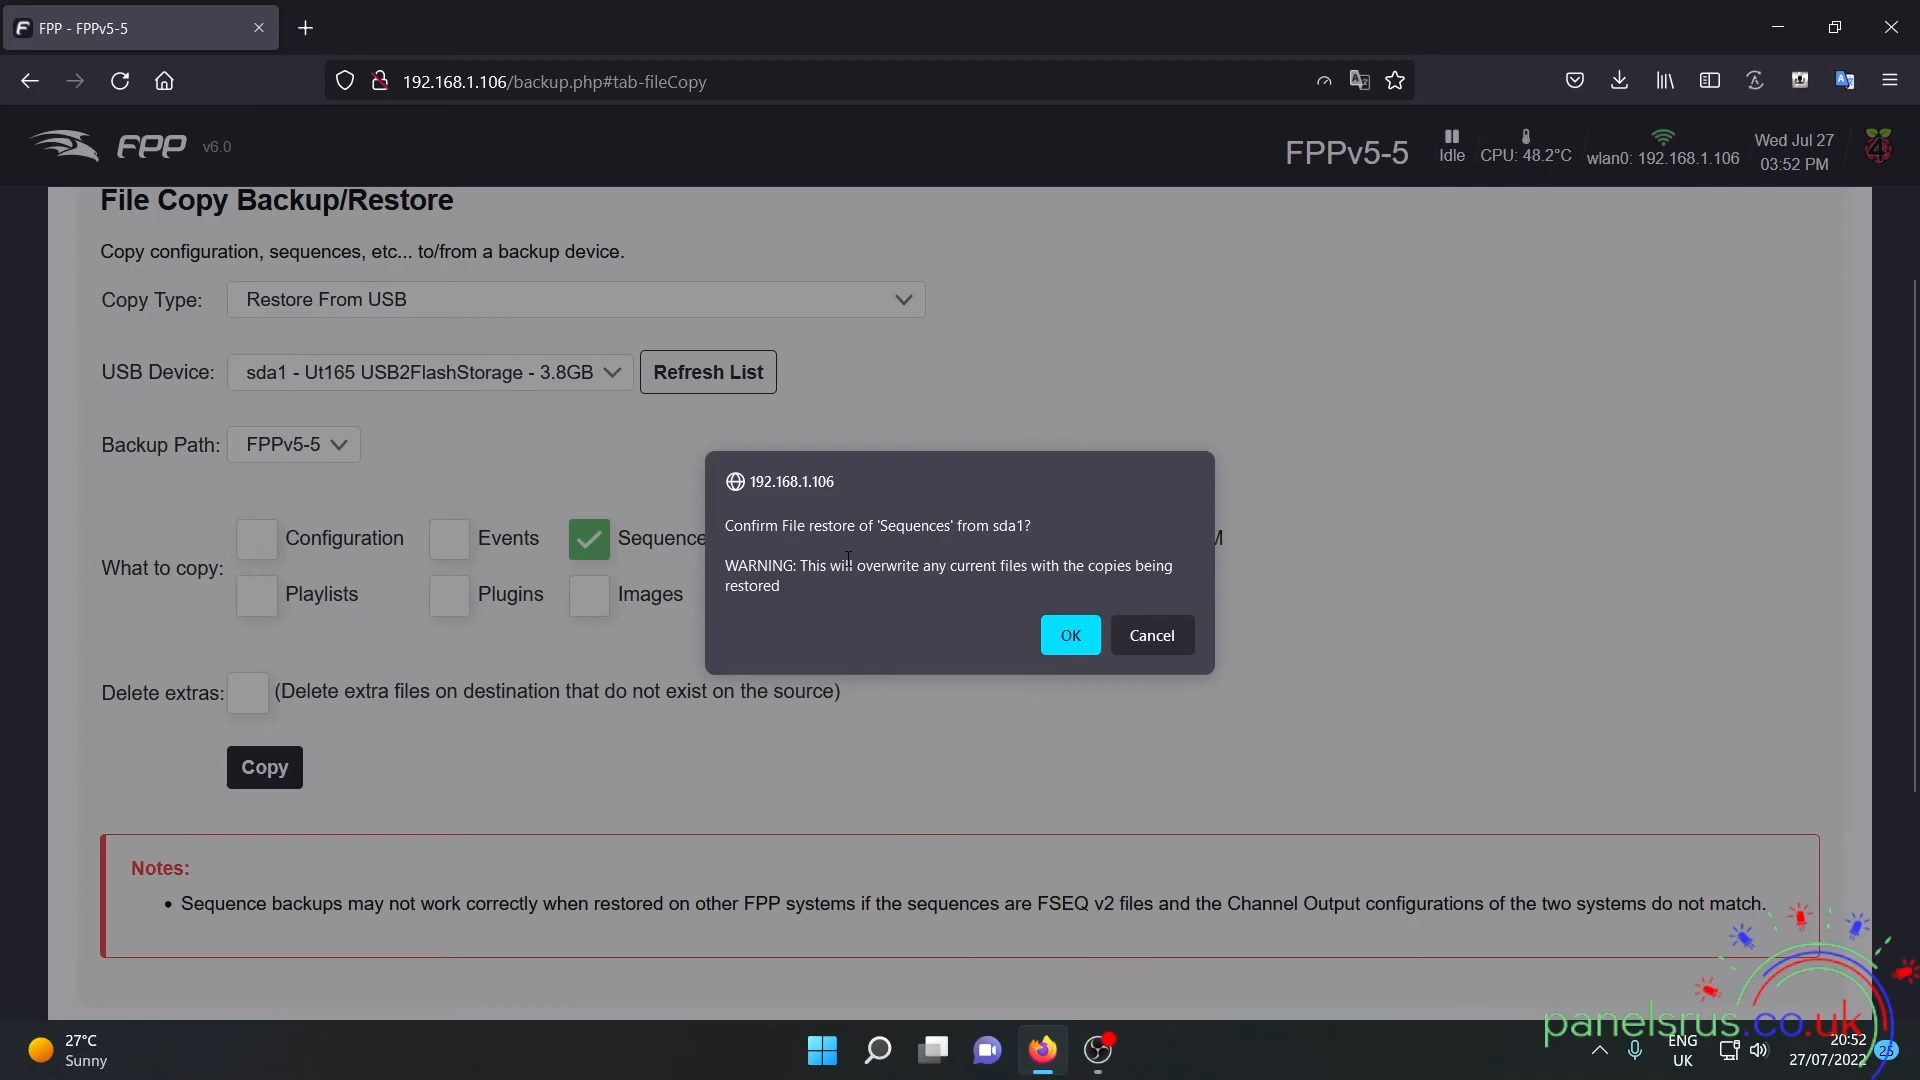 FPP - FPPv5-5
192.168.1.106/backup.php#tab-fileCopy
FPP v6.0
FPPv5-5
Idle
CPU: 48.2°C
wlan0: 192.168.1.106
Wed Jul 27
03:52 PM
4
File Copy Backup/Restore
Copy configuration, sequences, etc... to/from a backup device.
Copy Type: Restore From USB
USB Device: sda1 - Ut165 USB2FlashStorage - 3.8GB Refresh List
Backup Path: FPPv5-5
192.168.1.106
Confirm File restore of 'Sequences' from sda1?
WARNING: This will overwrite any current files with the copies being
restored
OK Cancel
What to copy:
Configuration Events Sequence
Playlists Plugins Images
Delete extras: (Delete extra files on destination that do not exist on the source)
Copy
Notes:
• Sequence backups may not work correctly when restored on other FPP systems if the sequences are FSEQ v2 files and the Channel Output configurations of the two systems do not match.
panelsrus.co.uk
27°C
Sunny
ENG
UK
20:52
27/07/2022
25